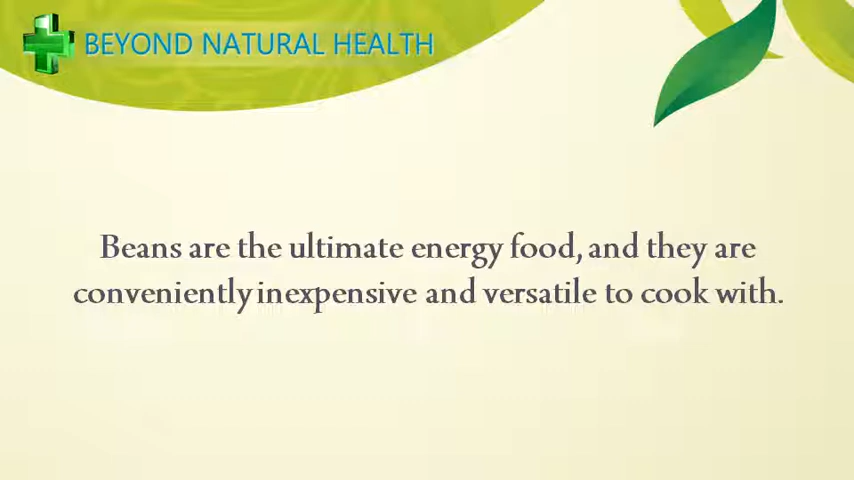 BEYOND NATURAL HEALTH
Beans are the ultimate energy food, and they are
conveniently inexpensive and versatile to cook with.